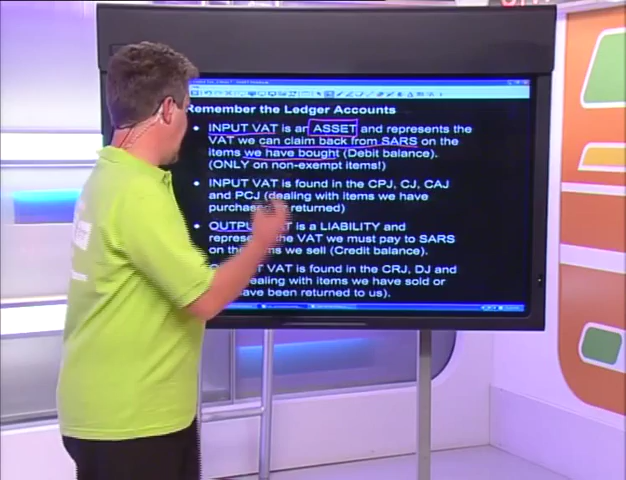 Remember the Ledger Accounts
• INPUT VAT is an ASSET and represents the
VAT we can claim back from SARS on the
items we have bought (Debit balance).
(ONLY on non-exempt items!)
• INPUT VAT is found in the CPJ, CJ, CAJ
and PCJ (dealing with items we have
purchased returned)
• OUTPUT is a LIABILITY and
the VAT we must pay to SARS
on the we sell (Credit balance).
VAT is found in the CRJ, DJ and
dealing with items we have sold or
have been returned to us).